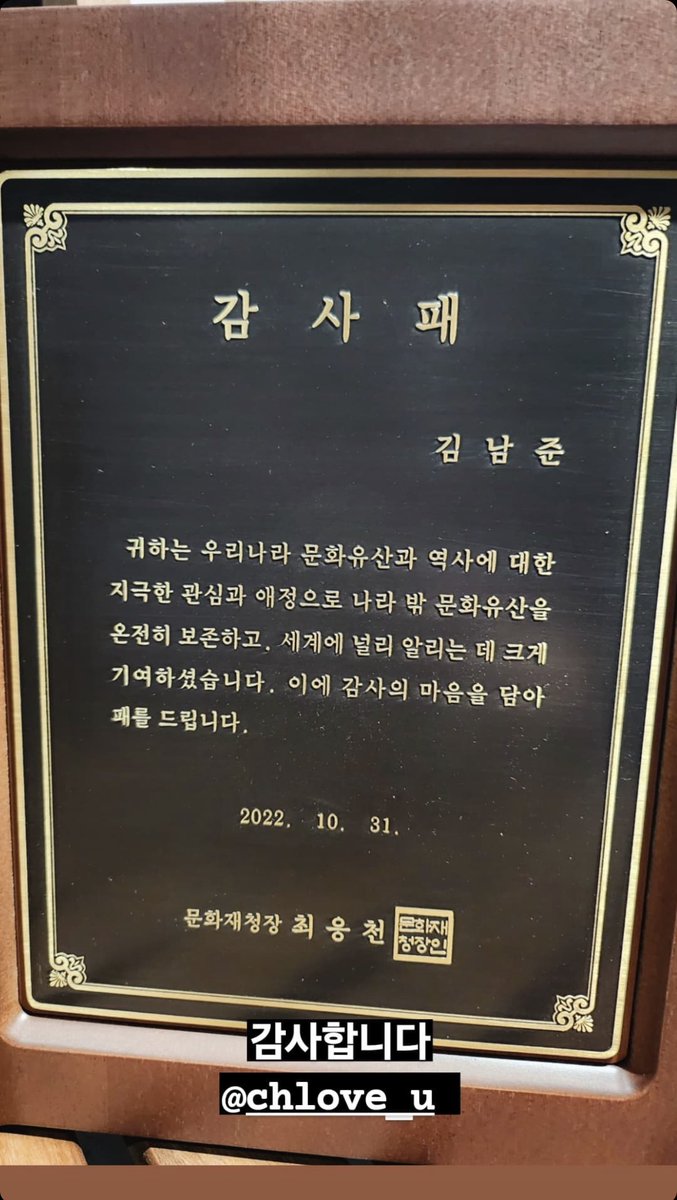 감 사 패
김 남 준
귀하는 우리나라 문화유산과 역사에 대한
지극한 관심과 애정으로 나라 밖 문화유산을
온전히 보존하고, 세계에 널리 알리는 데 크게
기여하셨습니다. 이에 감사의 마음을 담아
패를 드립니다.
2022. 10. 31.
문화재청장 최 응 천
문화재
청장인
감사합니다
@chlove_u